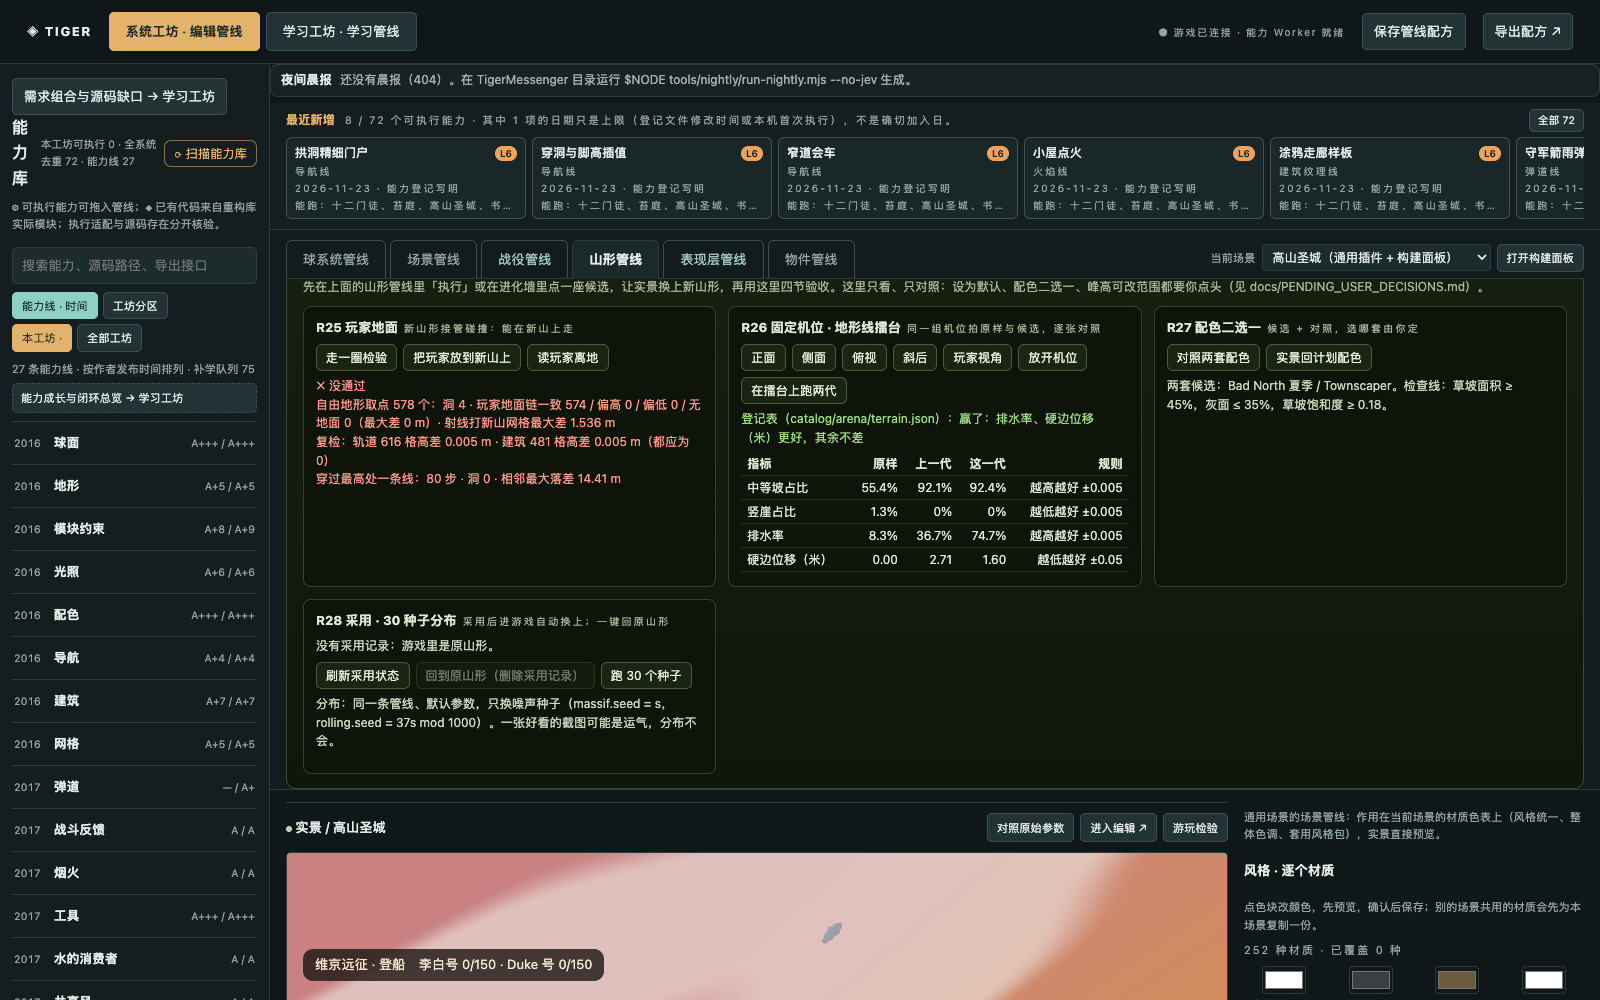 ◈ TIGER
系统工坊 · 编辑管线
学习工坊 · 学习管线
游戏已连接 · 能力 Worker 就绪
保存管线配方
导出配方 ↗
需求组合与源码缺口 → 学习工坊
能力库
本工坊可执行 0 · 全系统
去重 72 · 能力线 27
⟳ 扫描能力库
⚙ 可执行能力可拖入管线；◆ 已有代码来自重构库
实际模块；执行适配与源码存在分开核验。
搜索能力、源码路径、导出接口
能力线 · 时间
工坊分区
本工坊 ·
全部工坊
27 条能力线 · 按作者发布时间排列 · 补学队列 75
能力成长与闭环总览 → 学习工坊
2016 球面 A+++ / A+++
2016 地形 A+5 / A+5
2016 模块约束 A+8 / A+9
2016 光照 A+6 / A+6
2016 配色 A+++ / A+++
2016 导航 A+4 / A+4
2016 建筑 A+7 / A+7
2016 网格 A+5 / A+5
2017 弹道 — / A+
2017 战斗反馈 A / A
2017 烟火 A / A
2017 工具 A+++ / A+++
2017 水的消费者 A / A
夜间晨报 还没有晨报（404）。在 TigerMessenger 目录运行 $NODE tools/nightly/run-nightly.mjs --no-jev 生成。
最近新增 8 / 72 个可执行能力 · 其中 1 项的日期只是上限（登记文件修改时间或本机首次执行），不是确切加入日。
全部 72
拱洞精细门户 L6
导航线
2026-11-23 · 能力登记写明
能跑：十二门徒、苔庭、高山圣城、书…
穿洞与脚高插值 L6
导航线
2026-11-23 · 能力登记写明
能跑：十二门徒、苔庭、高山圣城、书…
窄道会车 L6
导航线
2026-11-23 · 能力登记写明
能跑：十二门徒、苔庭、高山圣城、书…
小屋点火 L6
火焰线
2026-11-23 · 能力登记写明
能跑：十二门徒、苔庭、高山圣城、书…
涂鸦走廊样板 L6
建筑纹理线
2026-11-23 · 能力登记写明
能跑：十二门徒、苔庭、高山圣城、书…
守军箭雨弹
弹道线
2026-11-
能跑：十二
球系统管线
场景管线
战役管线
山形管线
表现层管线
物件管线
当前场景
高山圣城（通用插件 + 构建面板）
打开构建面板
先在上面的山形管线里「执行」或在进化墙里点一座候选，让实景换上新山形，再用这里四节验收。这里只看、只对照：设为默认、配色二选一、峰高可改范围都要你点头（见 docs/PENDING_USER_DECISIONS.md）。
R25 玩家地面 新山形接管碰撞：能在新山上走
走一圈检验
把玩家放到新山上
读玩家离地
✕ 没通过
自由地形取点 578 个：洞 4 · 玩家地面链一致 574 / 偏高 0 / 偏低 0 / 无
地面 0（最大差 0 m）· 射线打新山网格最大差 1.536 m
复检：轨道 616 格高差 0.005 m · 建筑 481 格高差 0.005 m（都应为
0)
穿过最高处一条线：80 步 · 洞 0 · 相邻最大落差 14.41 m
R26 固定机位 · 地形线擂台 同一组机位拍原样与候选，逐张对照
正面
侧面
俯视
斜后
玩家视角
放开机位
在擂台上跑两代
登记表（catalog/arena/terrain.json）：赢了：排水率、硬边位移
（米）更好，其余不差
指标 原样 上一代 这一代 规则
中等坡占比 55.4% 92.1% 92.4% 越高越好 ±0.005
竖崖占比 1.3% 0% 0% 越低越好 ±0.005
排水率 8.3% 36.7% 74.7% 越高越好 ±0.005
硬边位移（米） 0.00 2.71 1.60 越低越好 ±0.05
R27 配色二选一 候选 + 对照，选哪套由你定
对照两套配色
实景回计划配色
两套候选：Bad North 夏季 / Townscaper。检查线：草坡面积 ≥
45%，灰面 ≤ 35%，草坡饱和度 ≥ 0.18。
R28 采用 · 30 种子分布 采用后进游戏自动换上；一键回原山形
没有采用记录：游戏里是原山形。
刷新采用状态
回到原山形（删除采用记录）
跑 30 个种子
分布：同一条管线、默认参数，只换噪声种子（massif.seed = s，
rolling.seed = 37s mod 1000）。一张好看的截图可能是运气，分布不
会。
实景 / 高山圣城
对照原始参数
进入编辑 ↗
游玩检验
维京远征 · 登船 李白号 0/150 · Duke 号 0/150
通用场景的场景管线：作用在当前场景的材质色表上（风格统一、整
体色调、套用风格包），实景直接预览。
风格 · 逐个材质
点色块改颜色，先预览，确认后保存；别的场景共用的材质会先为本
场景复制一份。
252 种材质 · 已覆盖 0 种